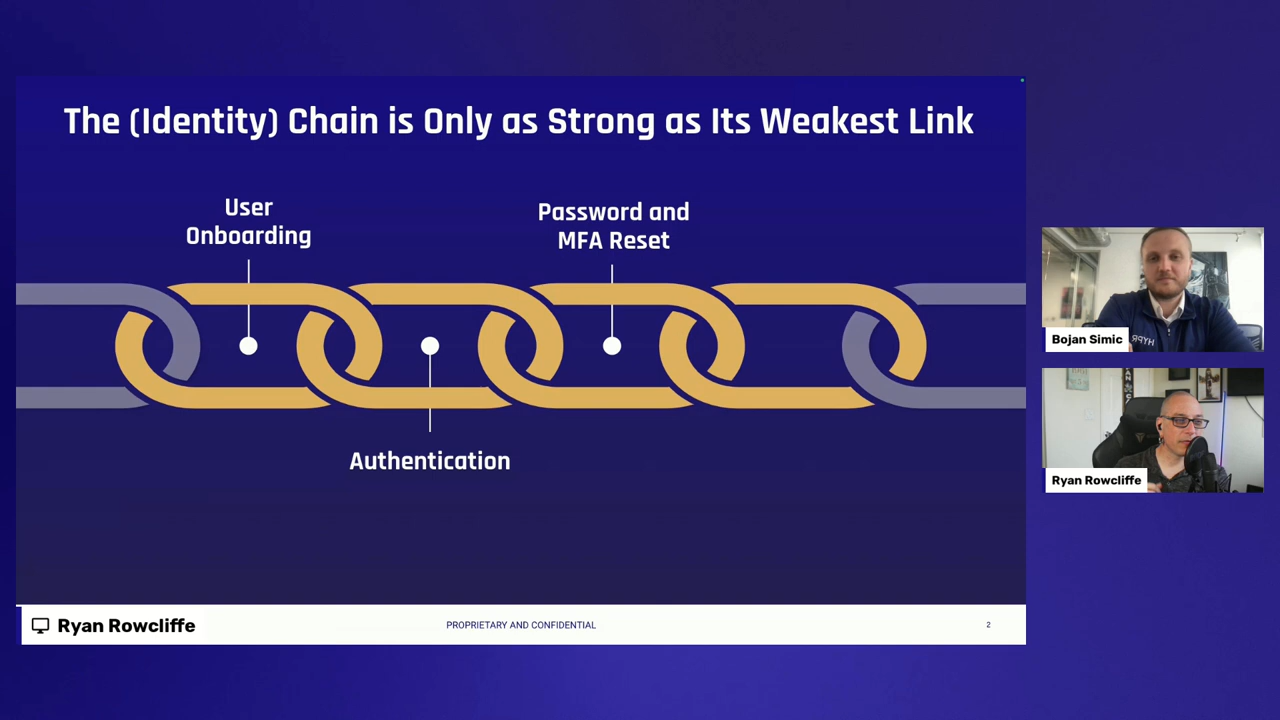 The (Identity) Chain is Only as Strong as Its Weakest Link
User
Onboarding
Password and
MFA Reset
Authentication
Bojan Simic
HYPR
Ryan Rowcliffe
Ryan Rowcliffe
PROPRIETARY AND CONFIDENTIAL
2